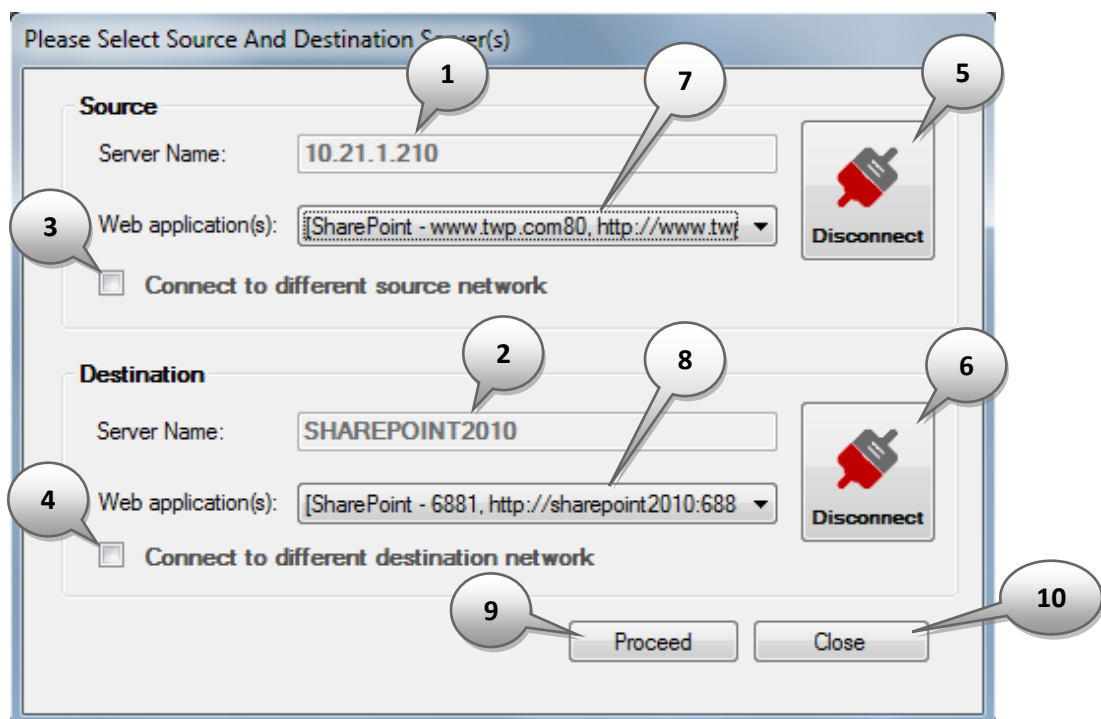 Please Select Source And Destination Server(s)
1
7
5
Source
Server Name:
10.21.1.210
3
Web application(s):
[SharePoint - www.twp.com80, http://www.twp
Disconnect
Connect to different source network
2
8
6
Destination
Server Name:
SHAREPOINT2010
4
Web application(s):
[SharePoint - 6881, http://sharepoint2010:688
Disconnect
Connect to different destination network
9
10
Proceed
Close